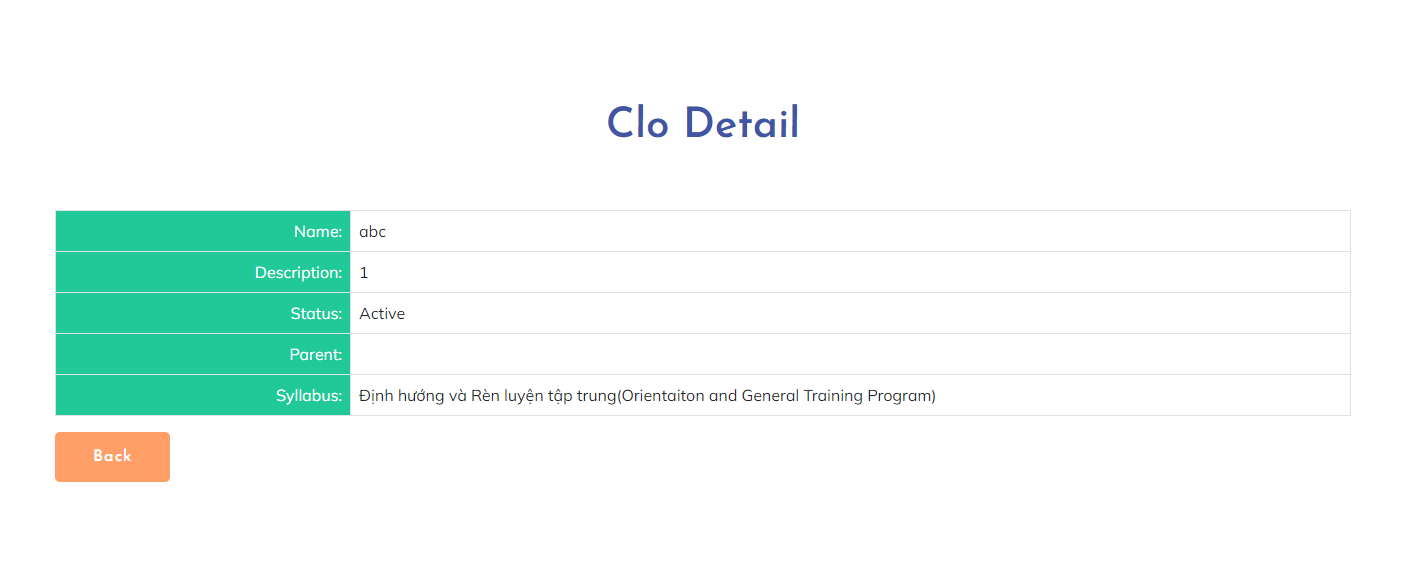 Clo Detail
Name: abc
Description: 1
Status: Active
Parent:
Syllabus: Định hướng và Rèn luyện tập trung(Orientaiton and General Training Program)
Back